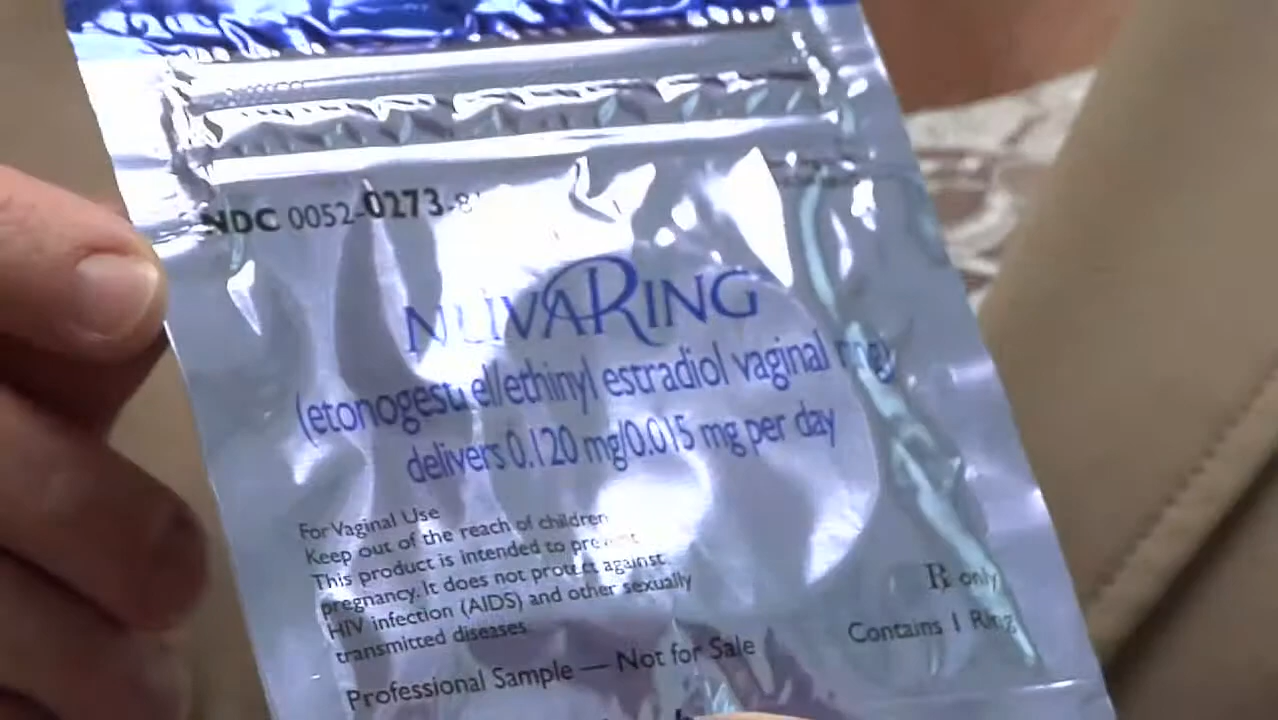 NDC 0052-0273-8
NUVARING
(etonogestrel/ethinyl estradiol vaginal ring)
delivers 0.120 mg/0.015 mg per day
For Vaginal Use
Keep out of the reach of children
This product is intended to prevent
pregnancy. It does not protect against
HIV infection (AIDS) and other sexually
transmitted diseases
Rx only
Contains 1 Ring
Professional Sample — Not for Sale